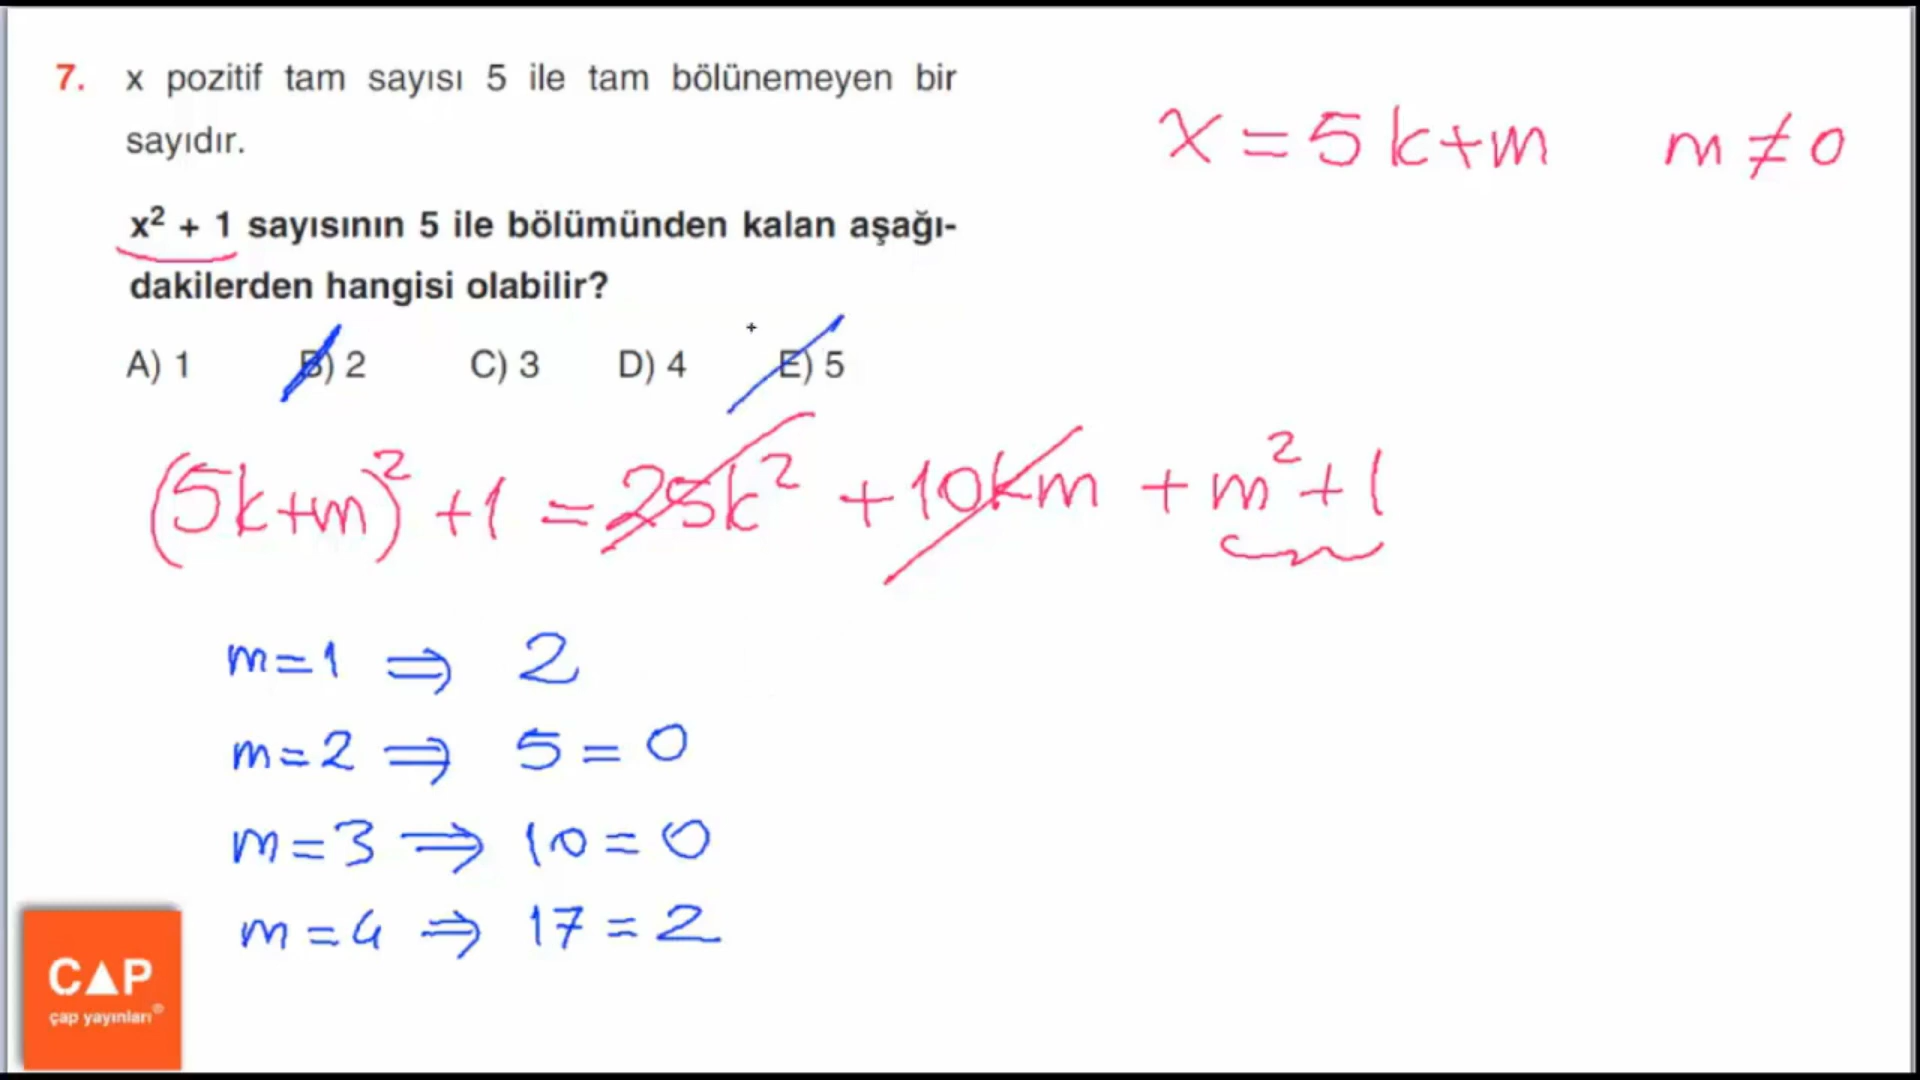 7. x pozitif tam sayısı 5 ile tam bölünemeyen bir
sayıdır.
x² + 1 sayısının 5 ile bölümünden kalan aşağı-
dakilerden hangisi olabilir?
A) 1 B) 2 C) 3 D) 4 E) 5
x = 5k+m m ≠ 0
(5k+m)² +1 = 25k² + 10km + m²+1
m=1 ⇒ 2
m=2 ⇒ 5 = 0
m=3 ⇒ 10 = 0
m=4 ⇒ 17 = 2
ÇAP
çap yayınları®